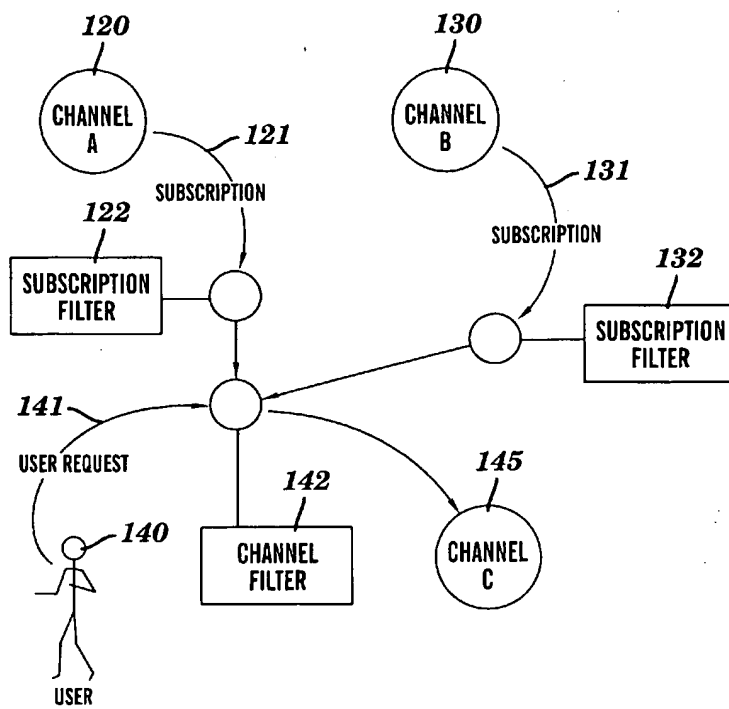 120
CHANNEL
A
121
SUBSCRIPTION
130
CHANNEL
B
131
SUBSCRIPTION
122
SUBSCRIPTION
FILTER
132
SUBSCRIPTION
FILTER
141
USER REQUEST
140
USER
142
CHANNEL
FILTER
145
CHANNEL
C